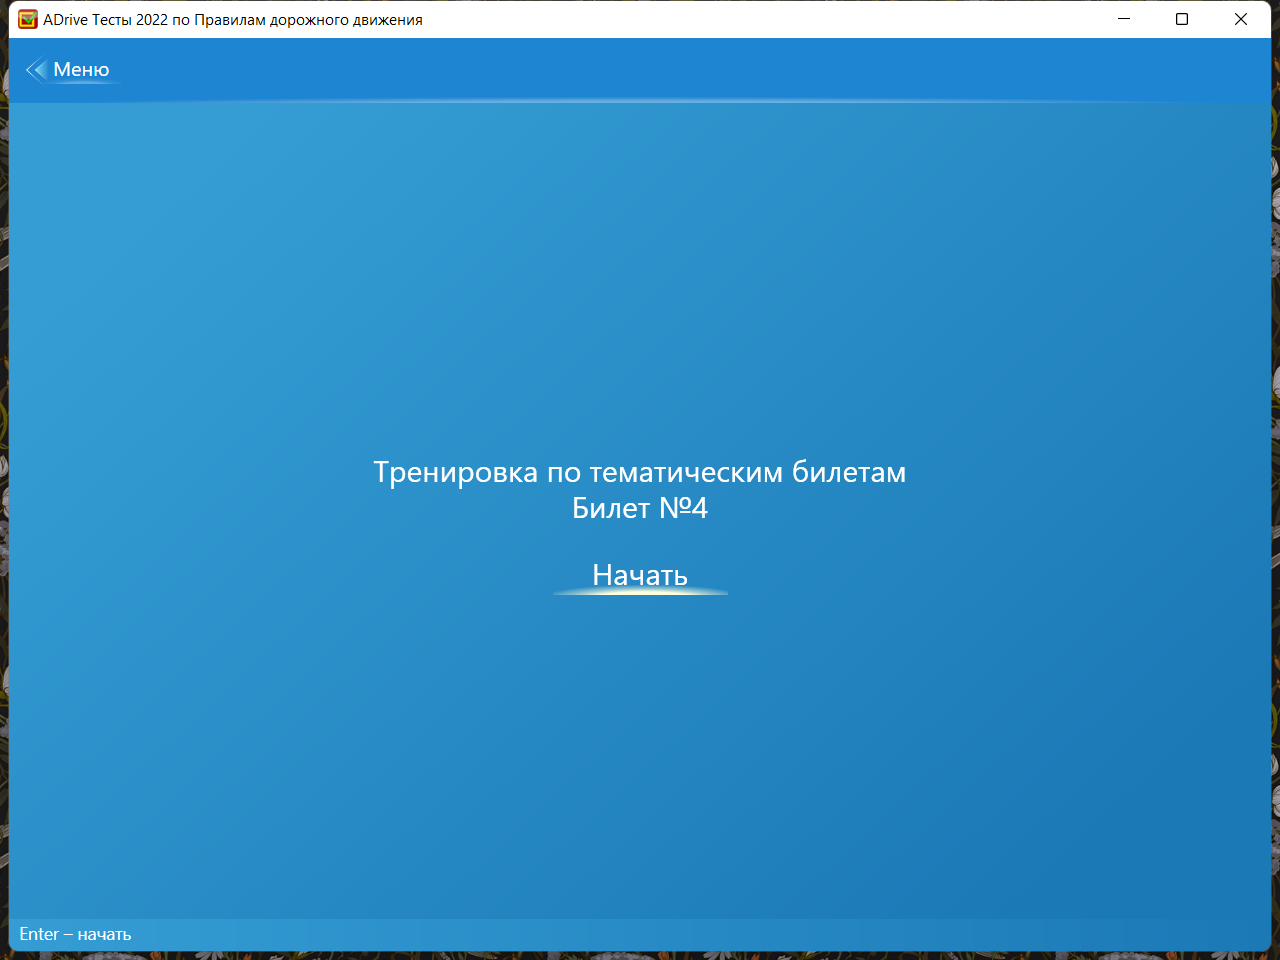 ADrive Тесты 2022 по Правилам дорожного движения
Меню
Тренировка по тематическим билетам
Билет №4
Начать
Enter – начать